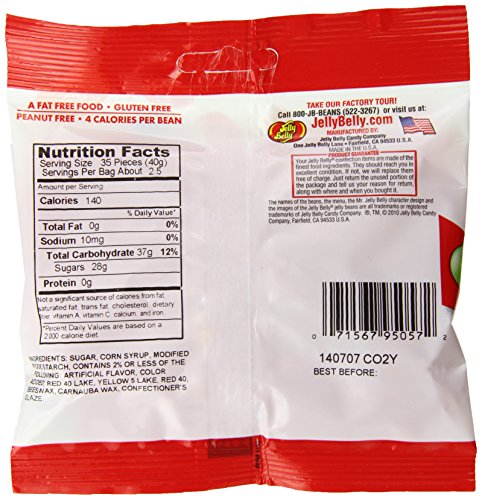 A FAT FREE FOOD • GLUTEN FREE
PEANUT FREE • 4 CALORIES PER BEAN
Nutrition Facts
Serving Size 35 Pieces (40g)
Servings Per Bag About 2.5
Amount per Serving
Calories 140
% Daily Value*
Total Fat 0g 0%
Sodium 10mg 0%
Total Carbohydrate 37g 12%
Sugars 28g
Protein 0g
Not a significant source of calories from fat,
saturated fat, trans fat, cholesterol, dietary
fiber, vitamin A, vitamin C, calcium, and iron.
*Percent Daily Values are based on a
2,000 calorie diet.
INGREDIENTS: SUGAR, CORN SYRUP, MODIFIED
STARCH, CONTAINS 2% OR LESS OF THE
FOLLOWING: ARTIFICIAL FLAVOR, COLOR
RED 40 LAKE, YELLOW 5 LAKE, RED 40,
BEESWAX, CARNAUBA WAX, CONFECTIONER'S
GLAZE.
TAKE OUR FACTORY TOUR!
Call 800-JB-BEANS (522-3267) or visit us at:
Jelly Belly
JellyBelly.com
MANUFACTURED BY:
Jelly Belly Candy Company
One Jelly Belly Lane • Fairfield, CA 94533 U.S.A.
MADE IN THE U.S.A.
PRODUCT GUARANTEE
Your Jelly Belly® confection items are made of the
finest food ingredients. They should reach you in
excellent condition. If not, we will replace them
free of charge. Just return the unused portion of
the package and tell us your reason for return,
along with where and when you purchased it.
The names of the beans, the menu, the Mr. Jelly Belly character design and
the images of the jelly Belly® jelly beans are all trademarks or registered
trademarks of Jelly Belly Candy Company. ®, TM, © 2010 Jelly Belly Candy
Company, Fairfield, CA 94533 U.S.A.
0 71567 95057 2
140707 CO2Y
BEST BEFORE: